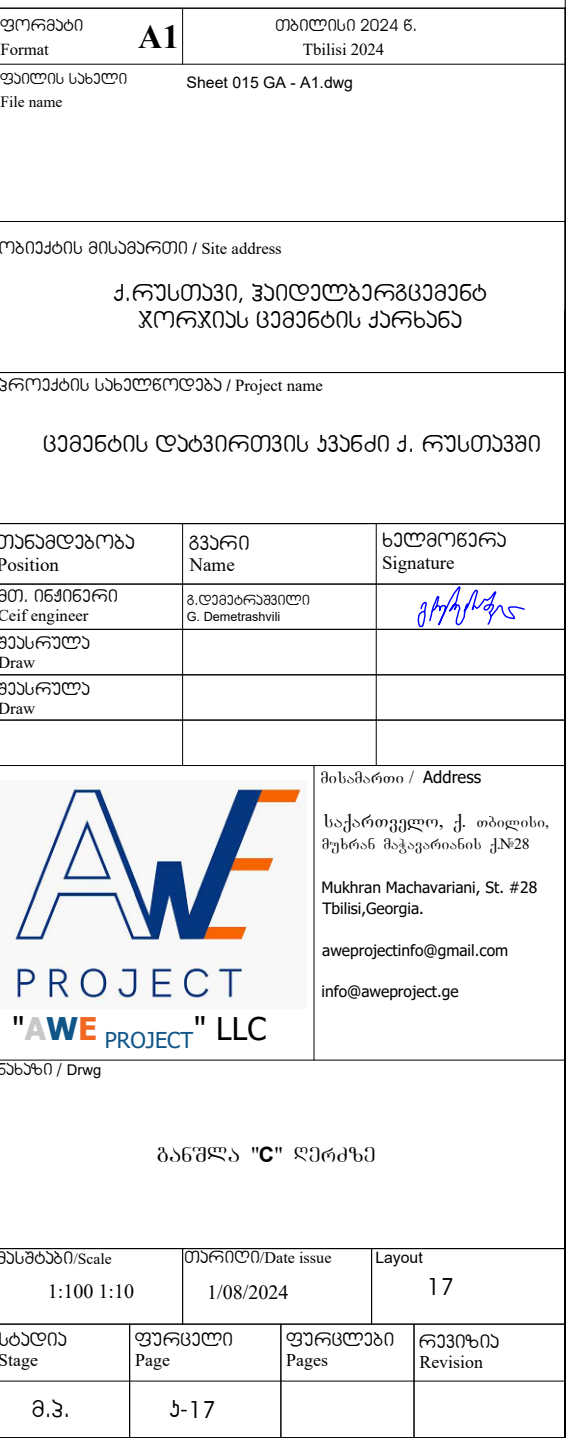 ფორმატი
Format
A1
თბილისი 2024 წ.
Tbilisi 2024
ფაილის სახელი
File name
Sheet 015 GA - A1.dwg
ობიექტის მისამართი / Site address
ქ.რუსთავი, ჰაიდელბერგცემენტ
ჯორჯიას ცემენტის ქარხანა
პროექტის სახელწოდება / Project name
ცემენტის დატვირთვის კვანძი ქ. რუსთავში
თანამდებობა
Position
გვარი
Name
ხელმოწერა
Signature
მთ. ინჟინერი
Ceif engineer
გ.დემეტრაშვილი
G. Demetrashvili
შეასრულა
Draw
შეასრულა
Draw
AWE
PROJECT
"AWE PROJECT" LLC
მისამართი / Address
საქართველო, ქ. თბილისი,
მუხრან მაჭავარიანის ქ.№28
Mukhran Machavariani, St. #28
Tbilisi,Georgia.
aweprojectinfo@gmail.com
info@aweproject.ge
ნახაზი / Drwg
განშლა "C" ღერძზე
მასშტაბი/Scale
1:100 1:10
თარიღი/Date issue
1/08/2024
Layout
17
სტადია
Stage
ფურცელი
Page
ფურცლები
Pages
რევიზია
Revision
მ.პ.
კ-17